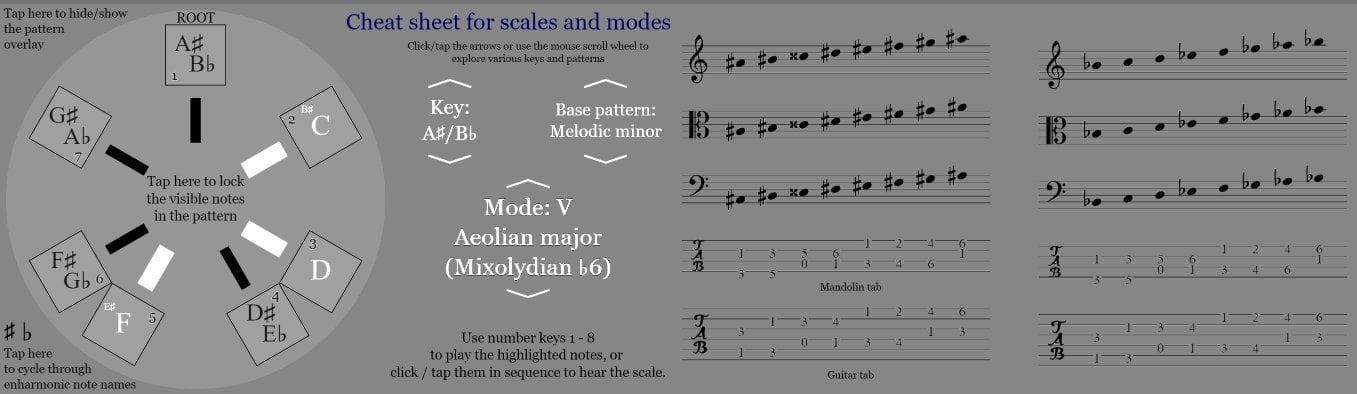 Tap here to hide/show
the pattern
overlay
ROOT
A♯
B♭
1
B♯
2
C
3
D
4
D♯
E♭
E♯
F
5
F♯
G♭
6
G♯
A♭
7
Tap here to lock
the visible notes
in the pattern
♯ ♭
Tap here
to cycle through
enharmonic note names
Cheat sheet for scales and modes
Click/tap the arrows or use the mouse scroll wheel to
explore various keys and patterns
Key:
A♯/B♭
Base pattern:
Melodic minor
Mode: V
Aeolian major
(Mixolydian ♭6)
Use number keys 1 - 8
to play the highlighted notes, or
click / tap them in sequence to hear the scale.
T A B
1 2 4 6
1 3 5 6 1
0 1 3 4 6
3 5
Mandolin tab
T A B
1 2 4 6
1 3 4
3 1 3
0 1 3 4
1 3
Guitar tab
T A B
1 2 4 6
1 3 5 6 1
0 1 3 4 6
3 5
T A B
1 2 4 6
1 3 4
3 1 3
0 1 3 4
1 3